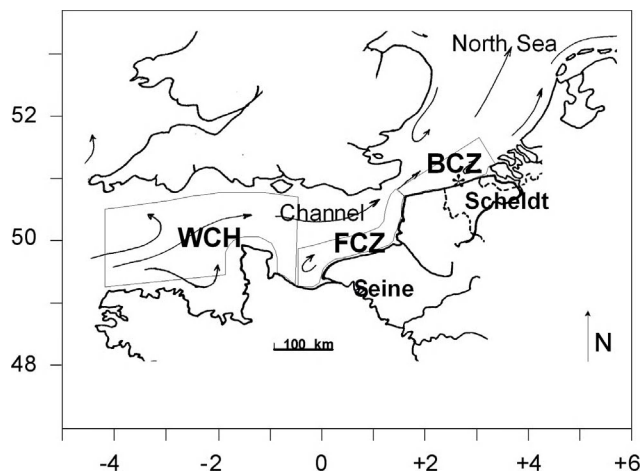 North Sea
52
BCZ
*
Scheldt
Channel
50
WCH
FCZ
Seine
100 km
N
48
-4
-2
0
+2
+4
+6